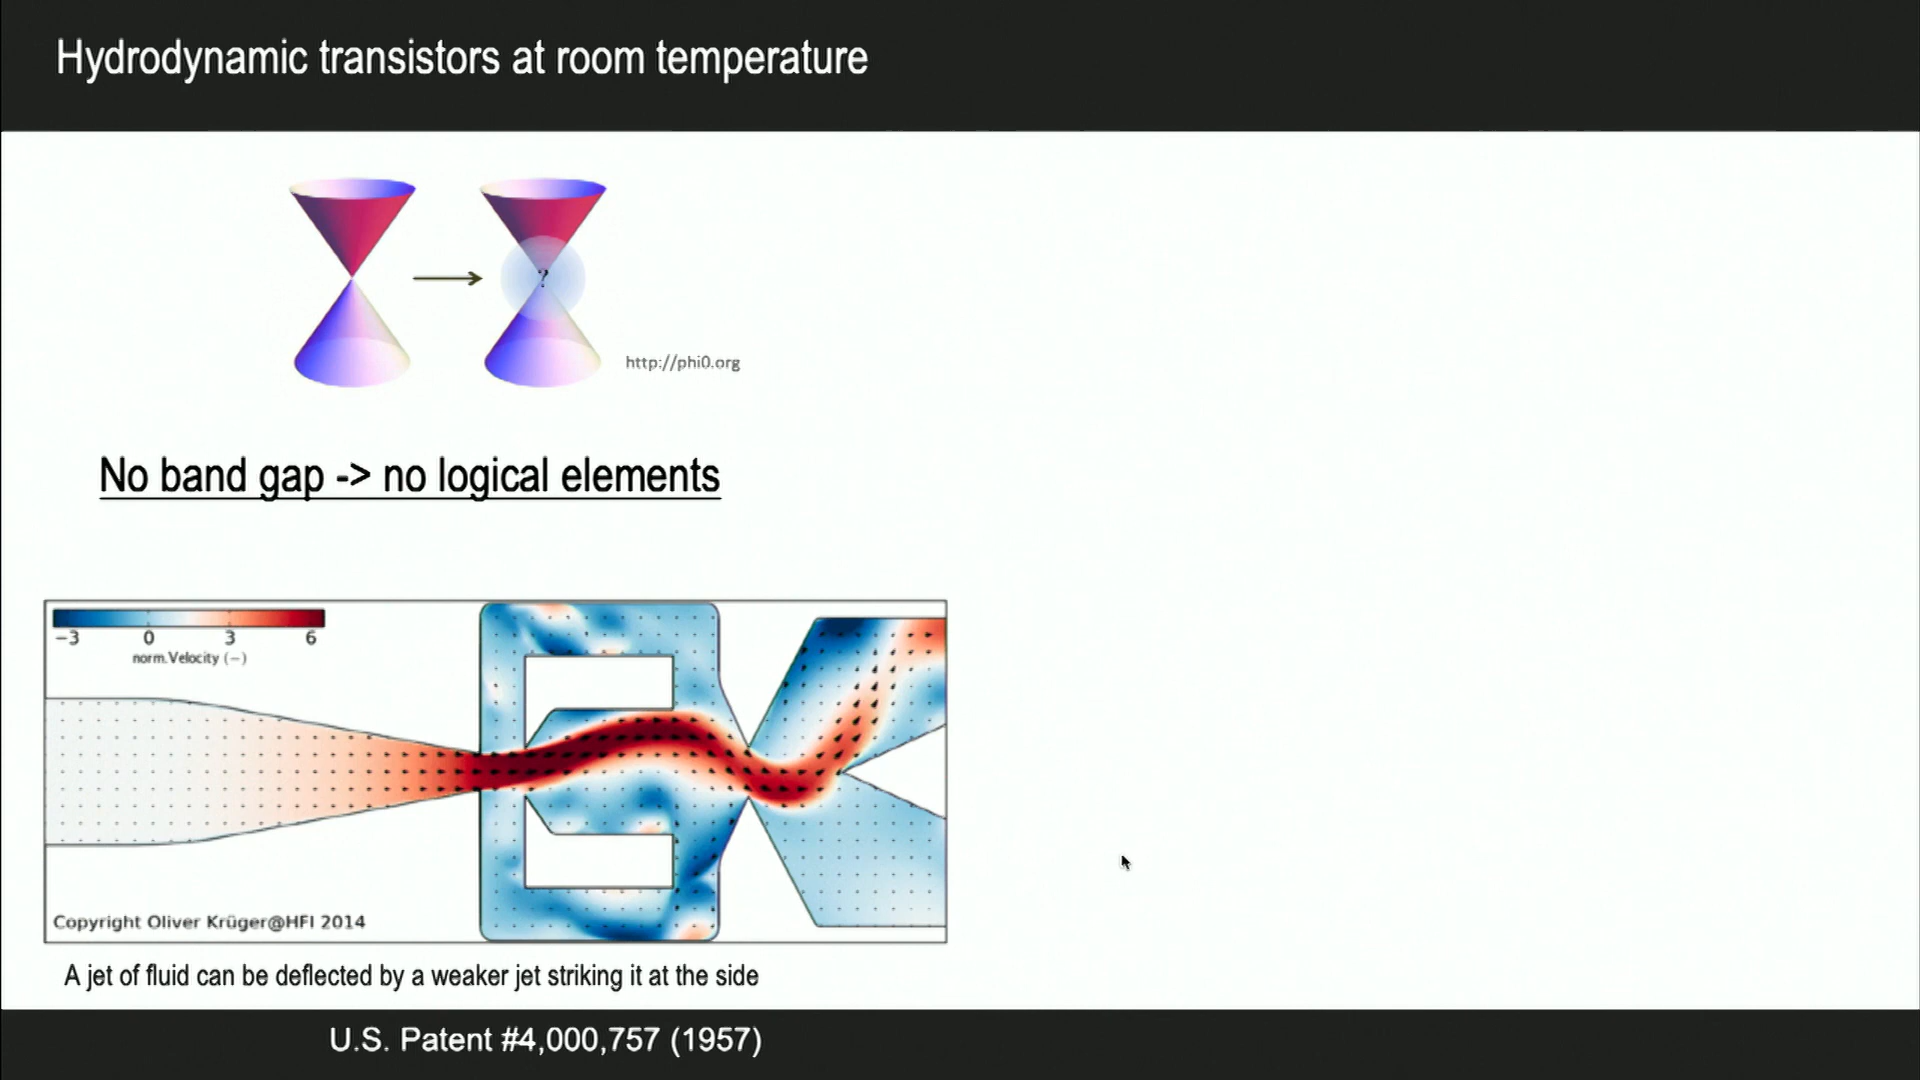 Hydrodynamic transistors at room temperature
?
http://phi0.org
No band gap -> no logical elements
−3 0 3 6
norm.Velocity (−)
Copyright Oliver Krüger@HFI 2014
A jet of fluid can be deflected by a weaker jet striking it at the side
U.S. Patent #4,000,757 (1957)